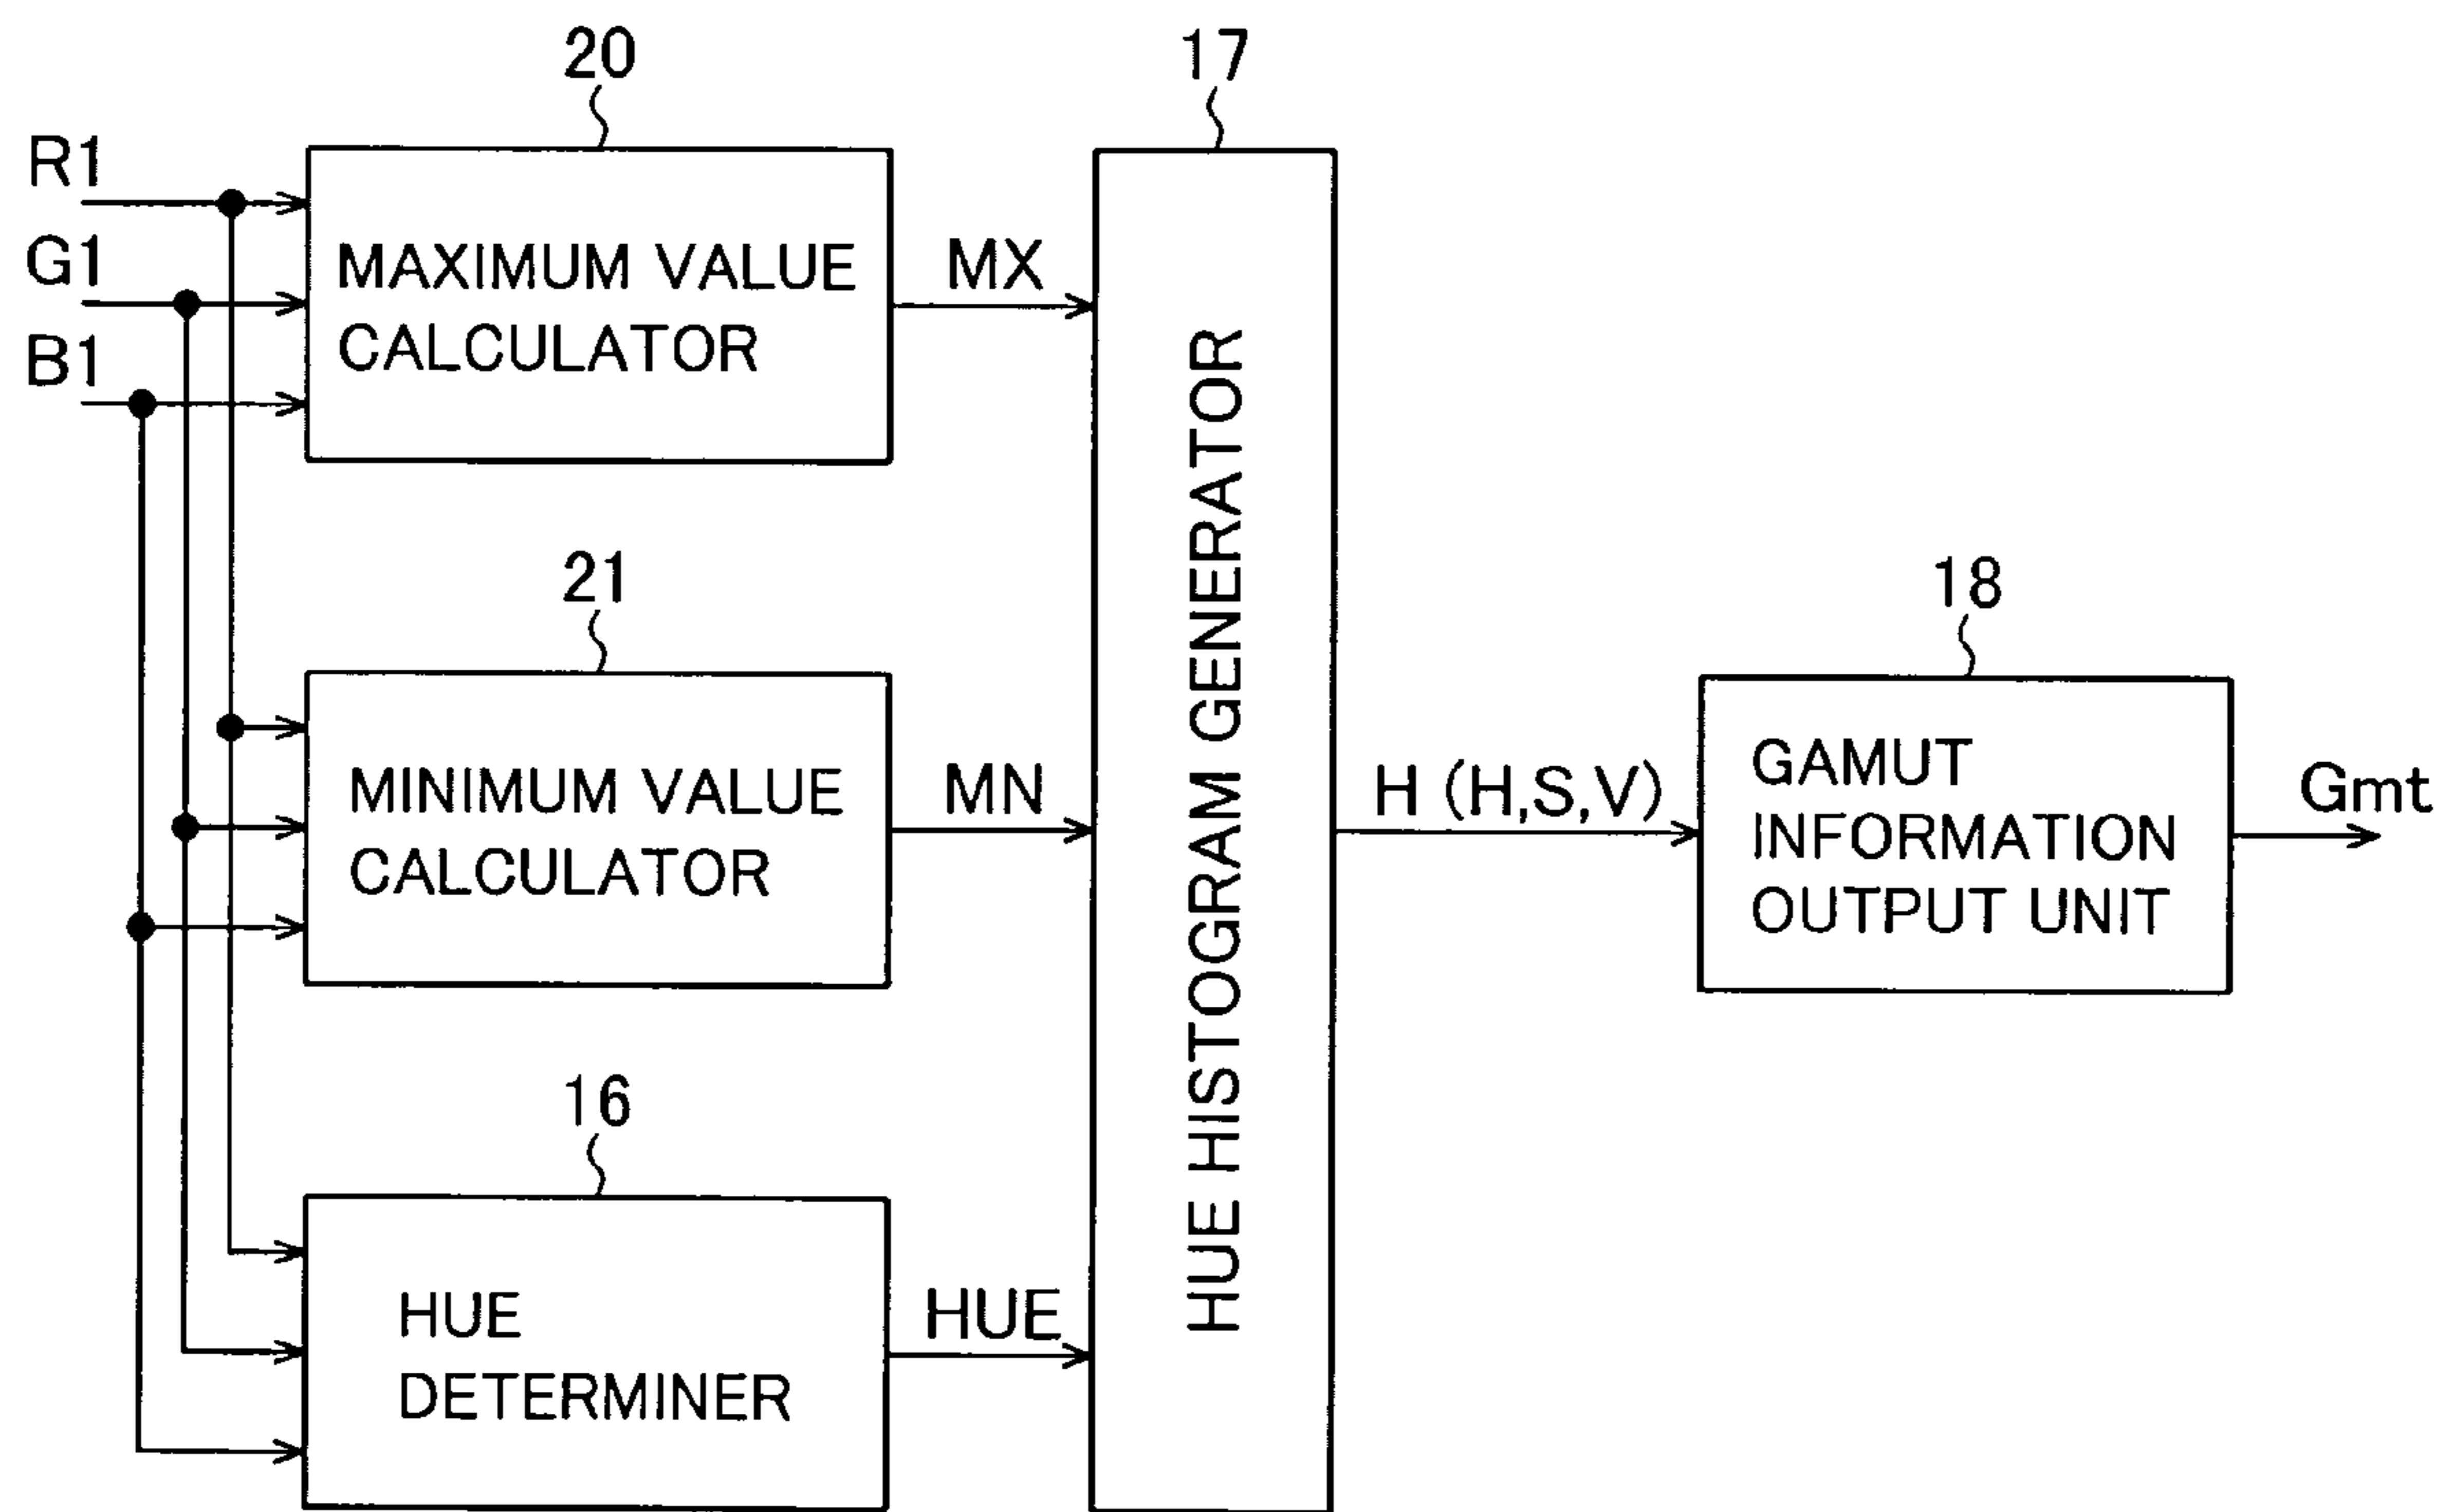 20
17
R1
G1
B1
MAXIMUM VALUE
CALCULATOR
MX
21
MINIMUM VALUE
CALCULATOR
MN
16
HUE
DETERMINER
HUE
HUE HISTOGRAM GENERATOR
H (H,S,V)
18
GAMUT
INFORMATION
OUTPUT UNIT
Gmt